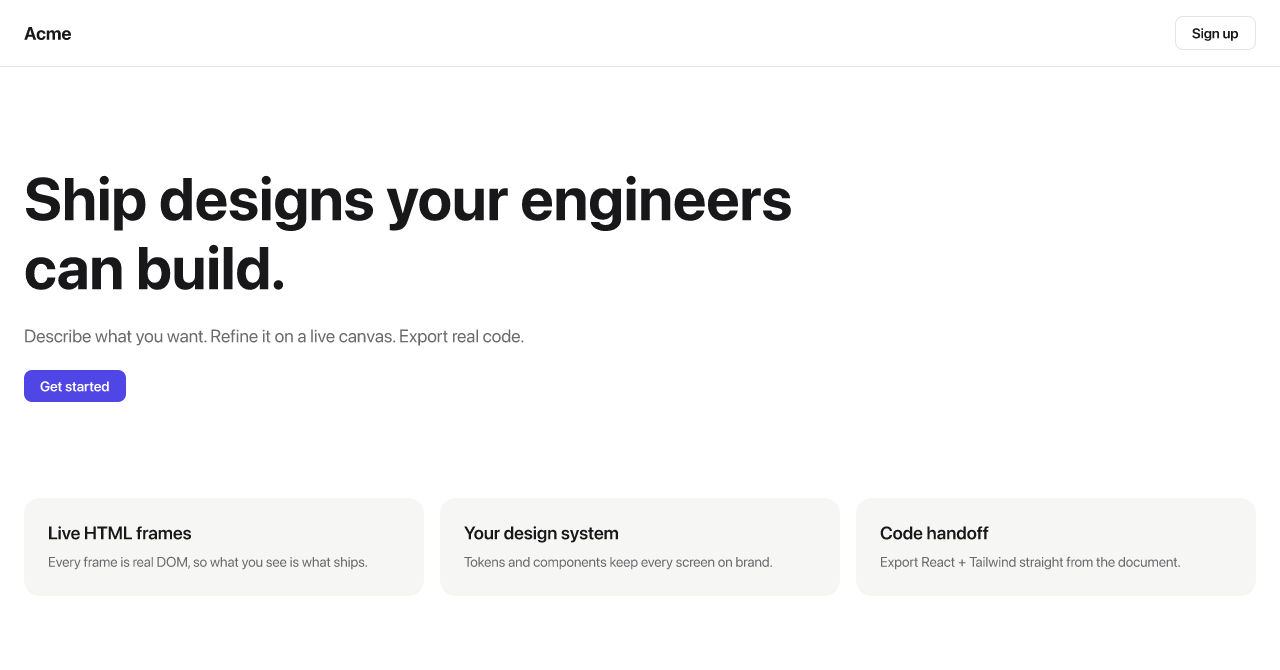 Acme
Sign up
Ship designs your engineers
can build.
Describe what you want. Refine it on a live canvas. Export real code.
Get started
Live HTML frames
Every frame is real DOM, so what you see is what ships.
Your design system
Tokens and components keep every screen on brand.
Code handoff
Export React + Tailwind straight from the document.